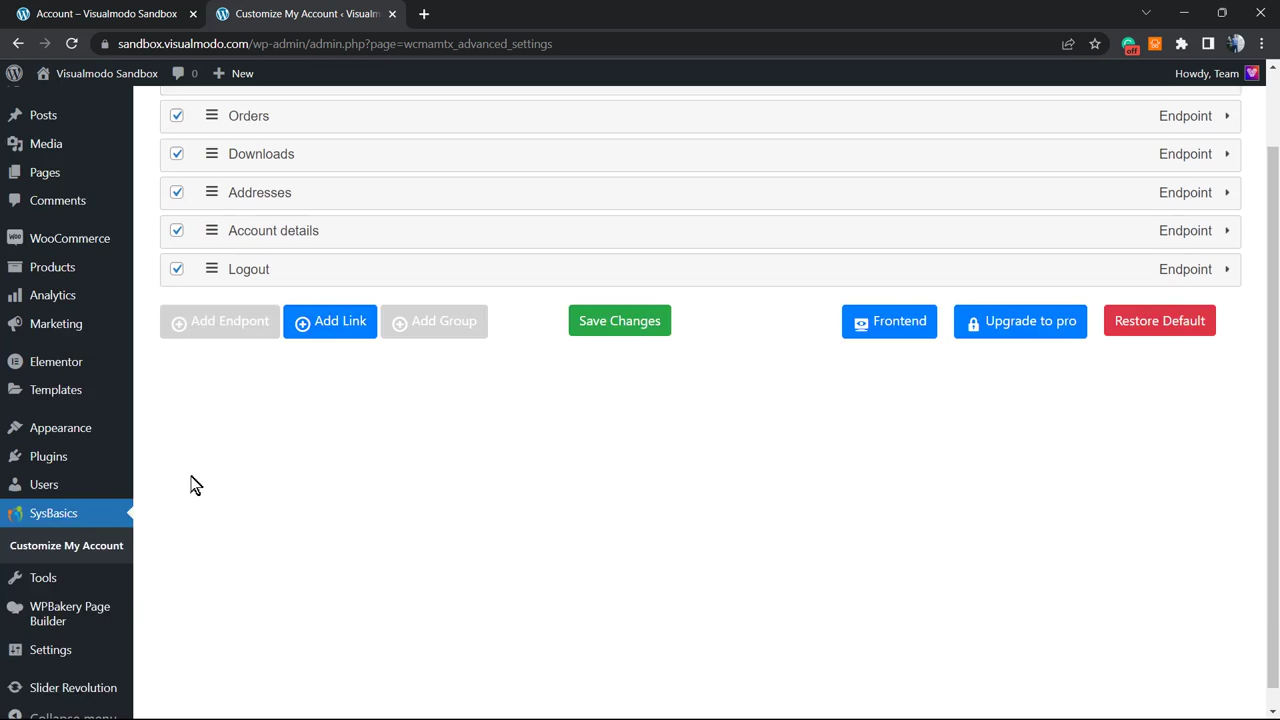 Account – Visualmodo Sandbox
Customize My Account ‹ Visualm
sandbox.visualmodo.com/wp-admin/admin.php?page=wcmamtx_advanced_settings
off
Visualmodo Sandbox
0
New
Howdy, Team
Posts
Media
Pages
Comments
WooCommerce
Products
Analytics
Marketing
Elementor
Templates
Appearance
Plugins
Users
SysBasics
Customize My Account
Tools
WPBakery Page
Builder
Settings
Slider Revolution
Collapse menu
Orders Endpoint
Downloads Endpoint
Addresses Endpoint
Account details Endpoint
Logout Endpoint
Add Endpont
Add Link
Add Group
Save Changes
Frontend
Upgrade to pro
Restore Default